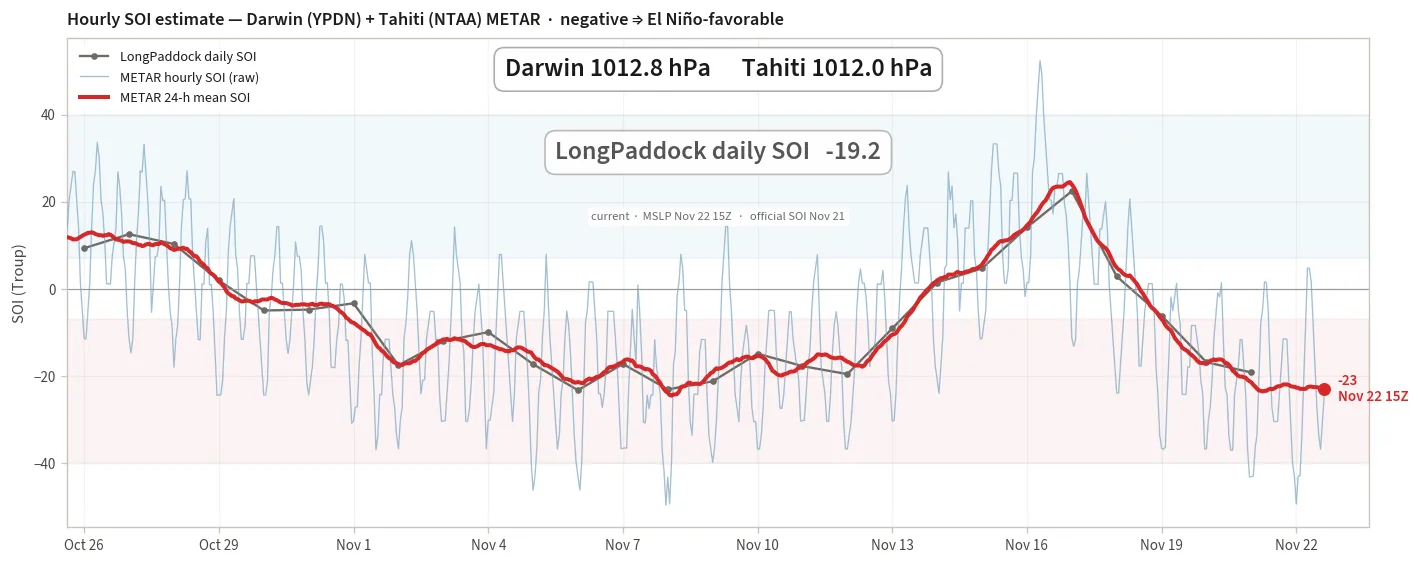 Hourly SOI estimate — Darwin (YPDN) + Tahiti (NTAA) METAR · negative ⇒ El Niño-favorable
LongPaddock daily SOI
METAR hourly SOI (raw)
METAR 24-h mean SOI
Darwin 1012.8 hPa Tahiti 1012.0 hPa
LongPaddock daily SOI -19.2
current · MSLP Nov 22 15Z · official SOI Nov 21
SOI (Troup)
40
20
0
−20
−40
-23
Nov 22 15Z
Oct 26
Oct 29
Nov 1
Nov 4
Nov 7
Nov 10
Nov 13
Nov 16
Nov 19
Nov 22